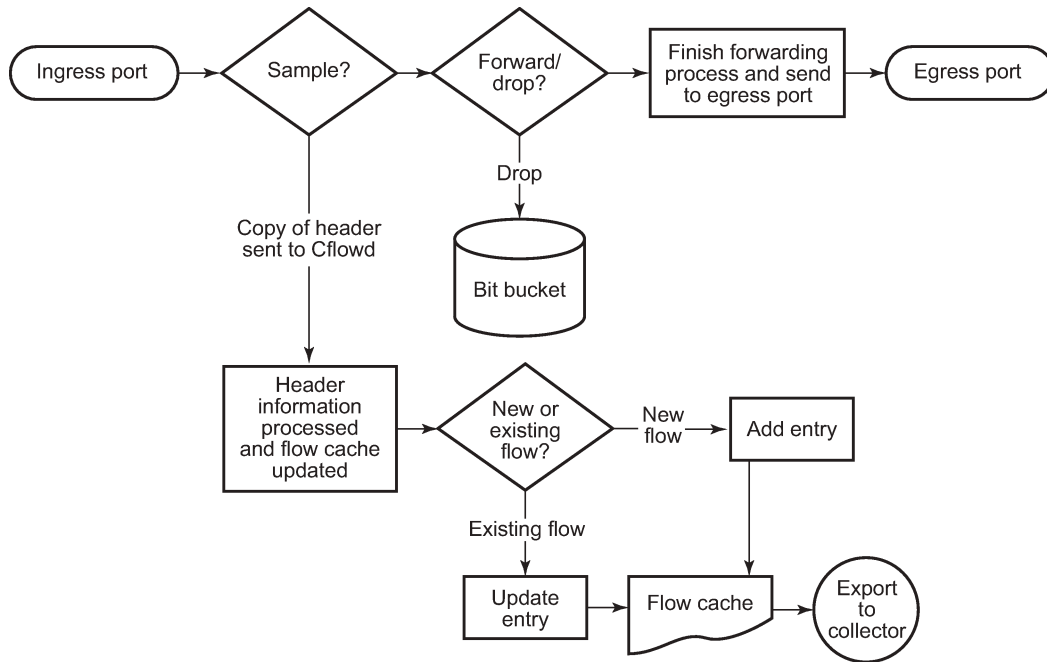 Ingress port
Sample?
Forward/
drop?
Finish forwarding
process and send
to egress port
Egress port
Drop
Copy of header
sent to Cflowd
Bit bucket
Header
information
processed
and flow cache
updated
New or
existing
flow?
New
flow
Add entry
Existing flow
Update
entry
Flow cache
Export
to
collector